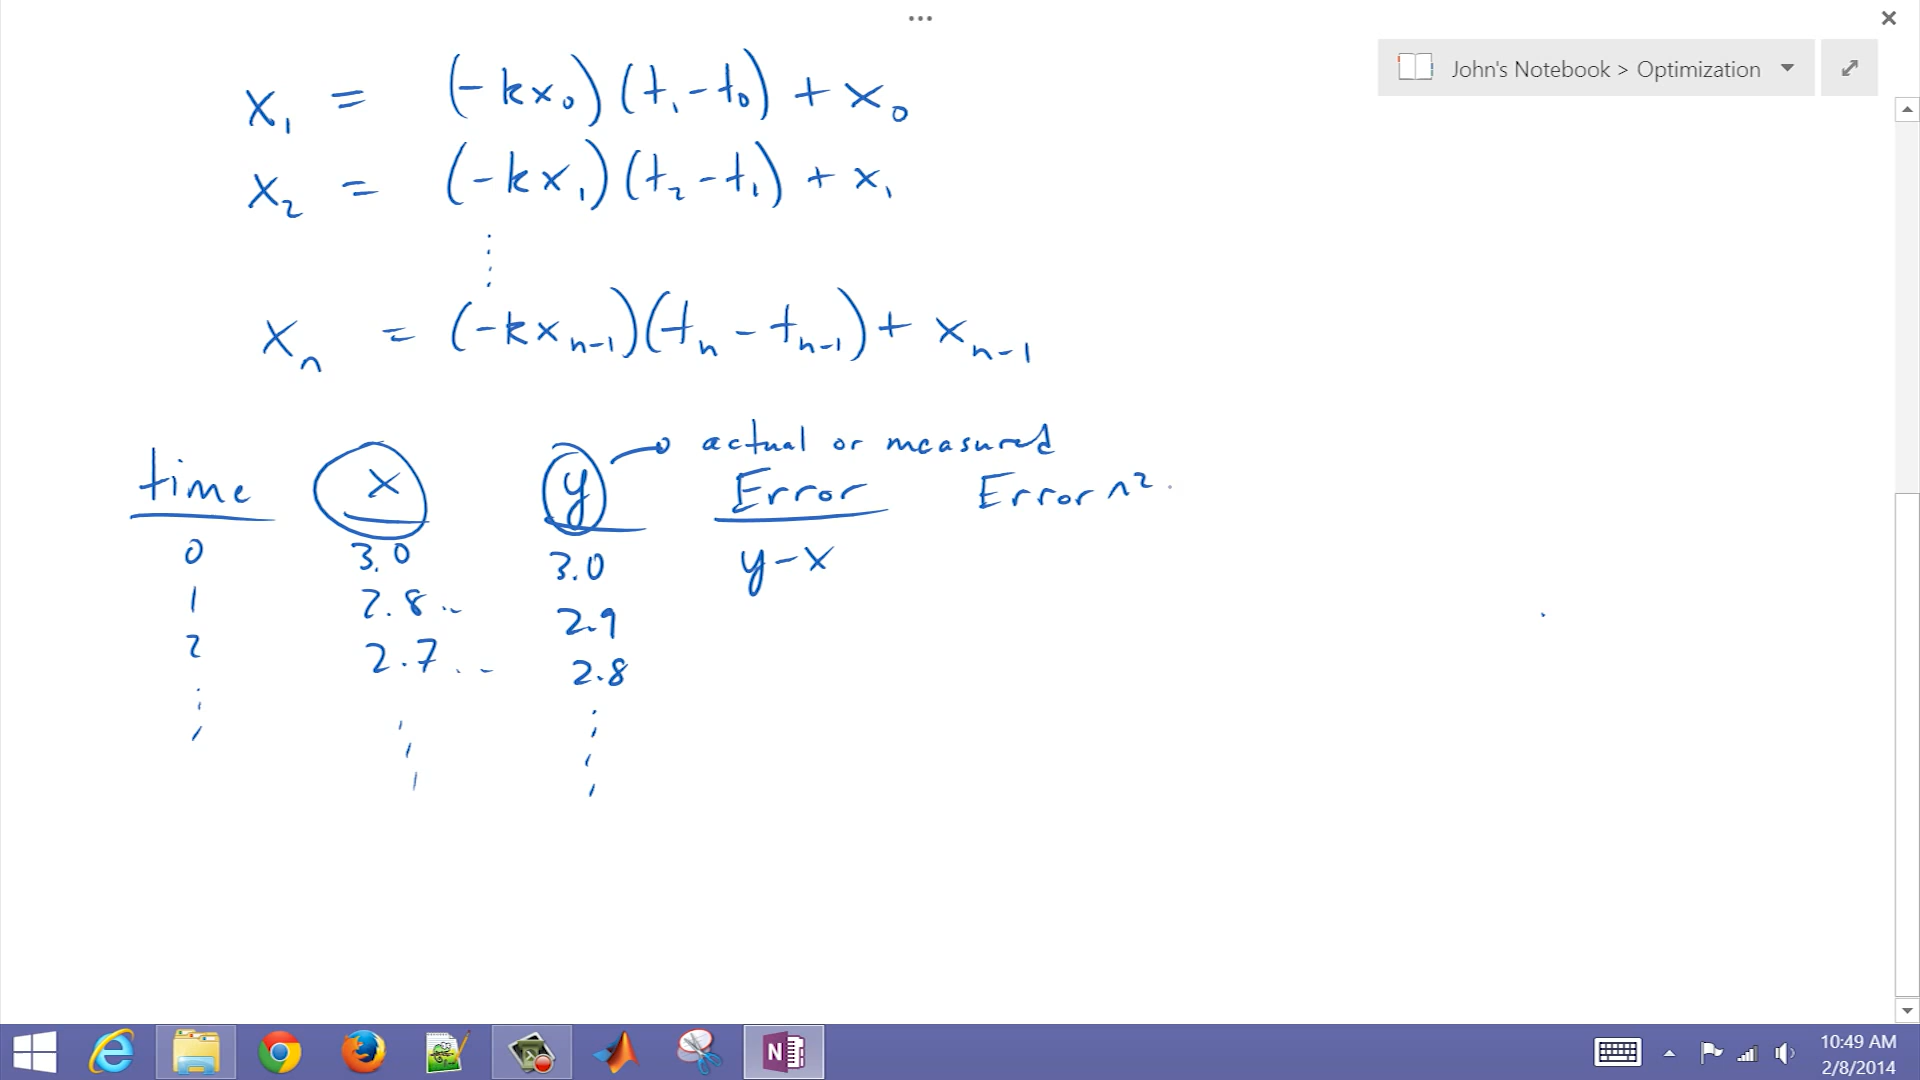 ...
John's Notebook > Optimization
x₁ = (-kx₀)(t₁-t₀) + x₀
x₂ = (-kx₁)(t₂-t₁) + x₁
⋮
xₙ = (-kxₙ₋₁)(tₙ - tₙ₋₁) + xₙ₋₁
actual or measured
time x y Error Error^2
0 3.0 3.0 y-x
1 2.8.. 2.9
2 2.7... 2.8
⋮ ⋮ ⋮
N
10:49 AM
2/8/2014